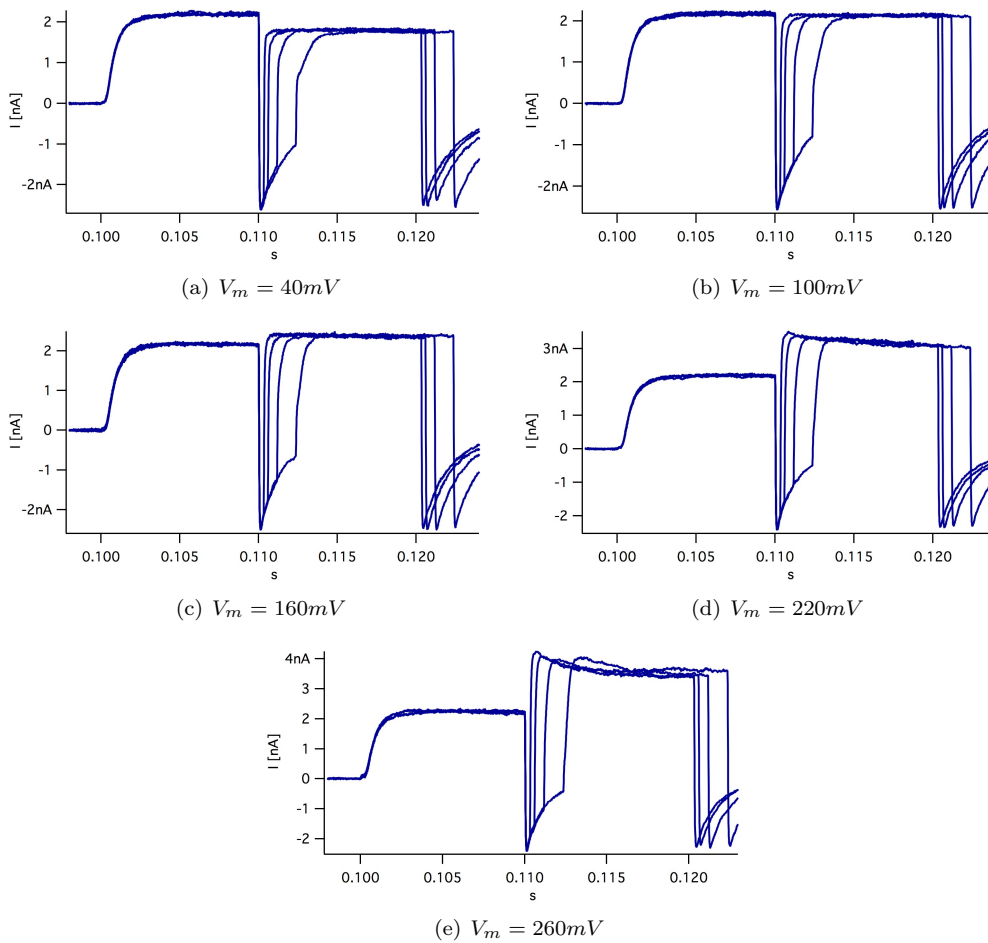 2
1
0
-1
-2nA
I [nA]
0.100 0.105 0.110 0.115 0.120
s
(a) V_m = 40mV
2
1
0
-1
-2nA
I [nA]
0.100 0.105 0.110 0.115 0.120
s
(b) V_m = 100mV
2
1
0
-1
-2nA
I [nA]
0.100 0.105 0.110 0.115 0.120
s
(c) V_m = 160mV
3nA
2
1
0
-1
-2
I [nA]
0.100 0.105 0.110 0.115 0.120
s
(d) V_m = 220mV
4nA
3
2
1
0
-1
-2
I [nA]
0.100 0.105 0.110 0.115 0.120
s
(e) V_m = 260mV